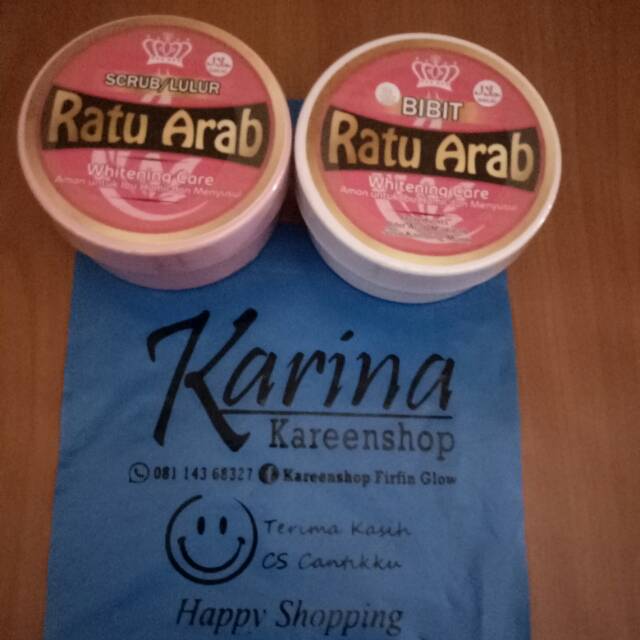 SCRUB/LULUR
Ratu Arab
Whitening Care
BIBIT
Ratu Arab
Whitening Care
Karina
Kareenshop
081 143 68327 Kareenshop Firfin Glow
Terima Kasih
CS Cantikku
Happy Shopping